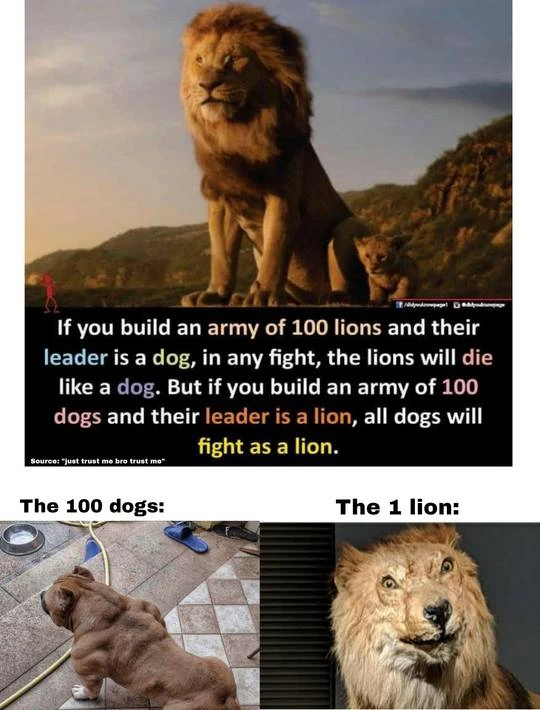 f /didyouknowpage1 @didyouknowpage
If you build an army of 100 lions and their
leader is a dog, in any fight, the lions will die
like a dog. But if you build an army of 100
dogs and their leader is a lion, all dogs will
fight as a lion.
Source: "just trust me bro trust me"
The 100 dogs:
The 1 lion: